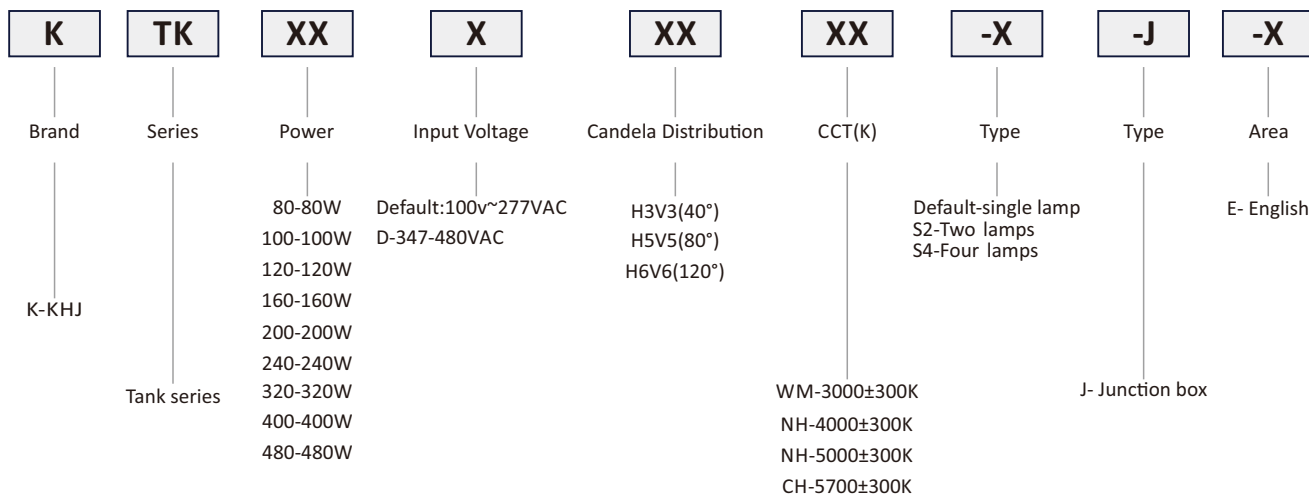 K TK XX X XX XX -X -J -X
Brand Series Power Input Voltage Candela Distribution CCT(K) Type Type Area
80-80W Default:100v~277VAC H3V3(40°) Default-single lamp E- English
100-100W D-347-480VAC H5V5(80°) S2-Two lamps
120-120W H6V6(120°) S4-Four lamps
160-160W
K-KHJ
200-200W
240-240W
Tank series 320-320W WM-3000±300K J- Junction box
400-400W NH-4000±300K
480-480W NH-5000±300K
CH-5700±300K